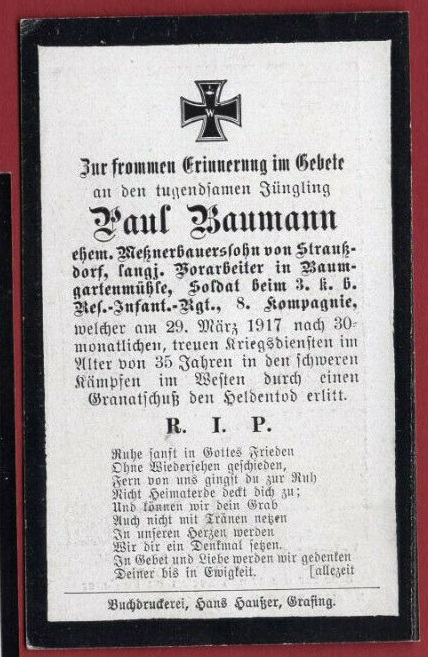 W
Zur frommen Erinnerung im Gebete
an den tugendsamen Jüngling
Paul Baumann
ehem. Meßnerbauerssohn von Strauß-
dorf, langj. Vorarbeiter in Baum-
gartenmühle, Soldat beim 3. k. b.
Res.-Infant.-Rgt., 8. Kompagnie,
welcher am 29. März 1917 nach 30-
monatlichen, treuen Kriegsdiensten im
Alter von 35 Jahren in den schweren
Kämpfen im Westen durch einen
Granatschuß den Heldentod erlitt.
R. I. P.
Ruhe sanft in Gottes Frieden
Ohne Wiedersehen geschieden,
Fern von uns gingst du zur Ruh
Nicht Heimaterde deckt dich zu;
Und können wir dein Grab
Auch nicht mit Tränen netzen
In unseren Herzen werden
Wir dir ein Denkmal setzen.
In Gebet und Liebe werden wir gedenken
Deiner bis in Ewigkeit. [allezeit
Buchdruckerei, Hans Haußer, Grafing.